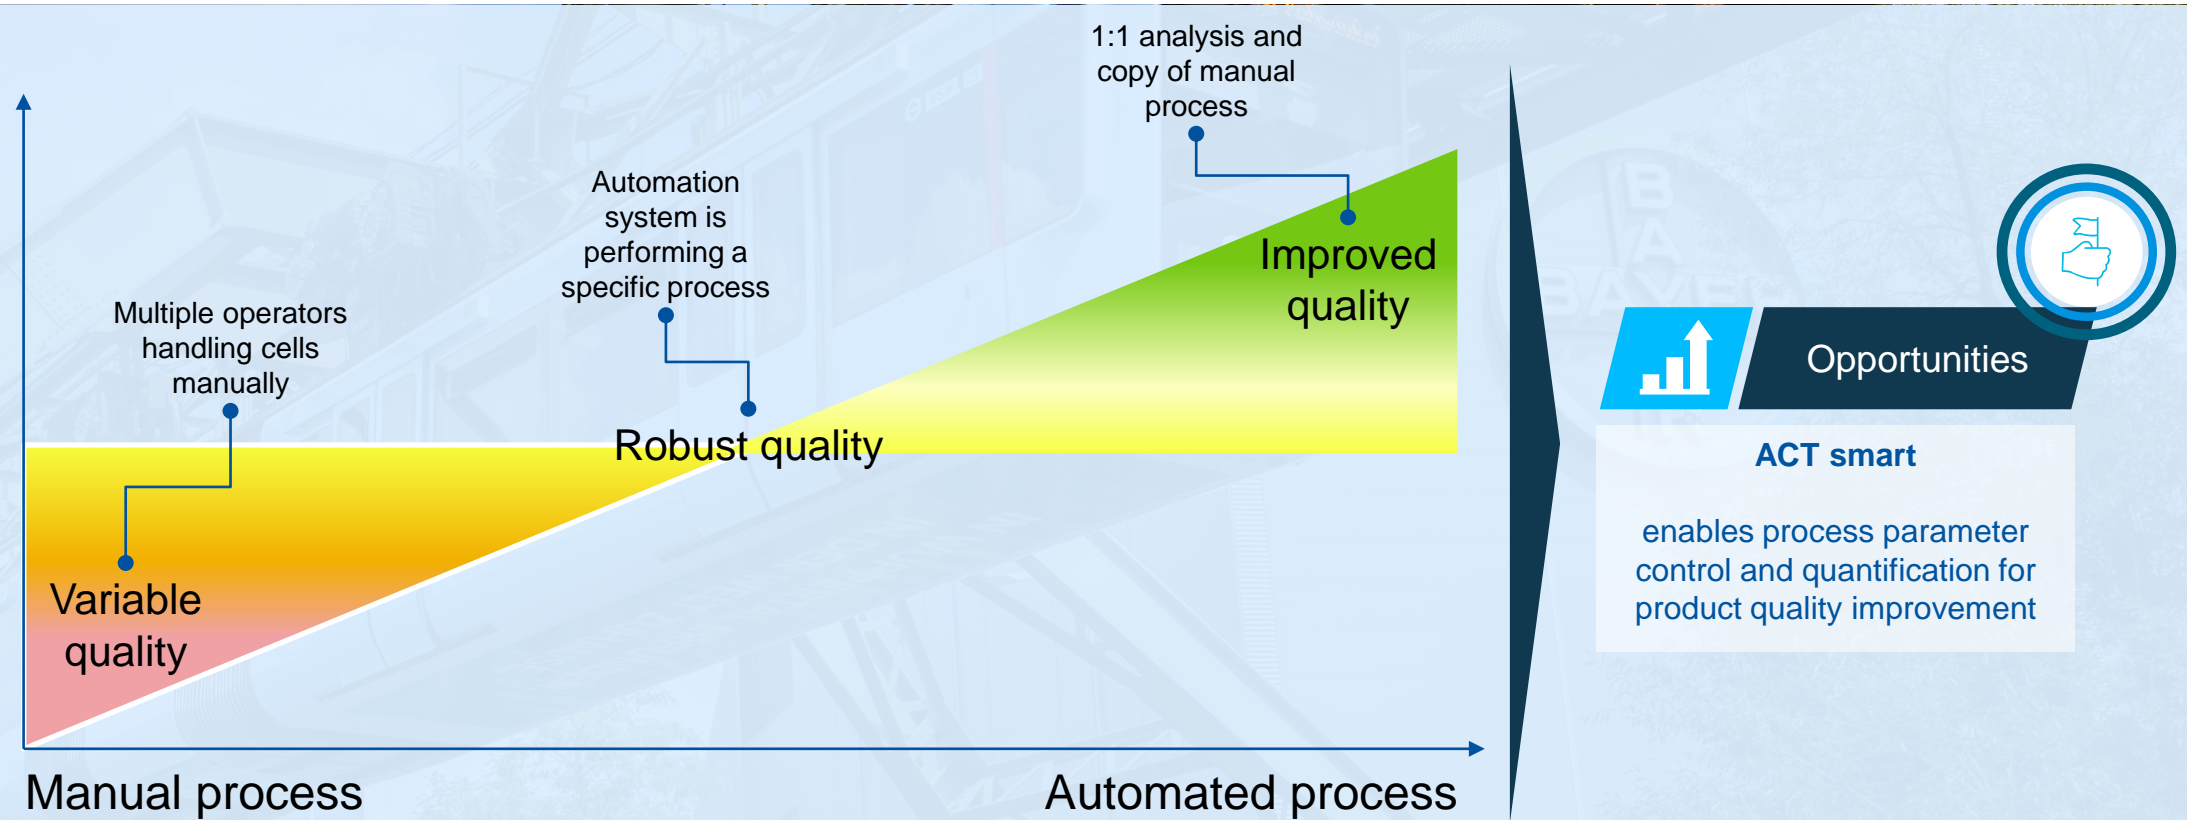 1:1 analysis and
copy of manual
process
Automation
system is
performing a
specific process
Multiple operators
handling cells
manually
Improved
quality
Robust quality
Variable
quality
Manual process
Automated process
Opportunities
ACT smart
enables process parameter
control and quantification for
product quality improvement
B
A
BAYER
E
R